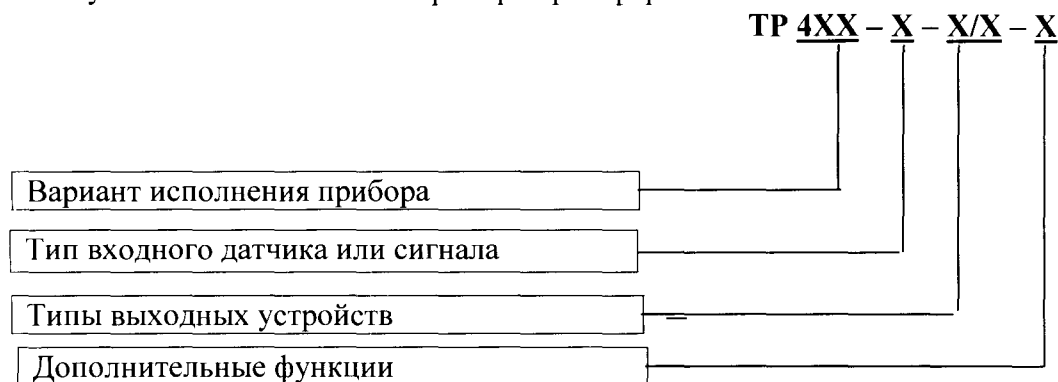 ТР 4ХХ – Х – Х/Х – Х
Вариант исполнения прибора
Тип входного датчика или сигнала
Типы выходных устройств
Дополнительные функции